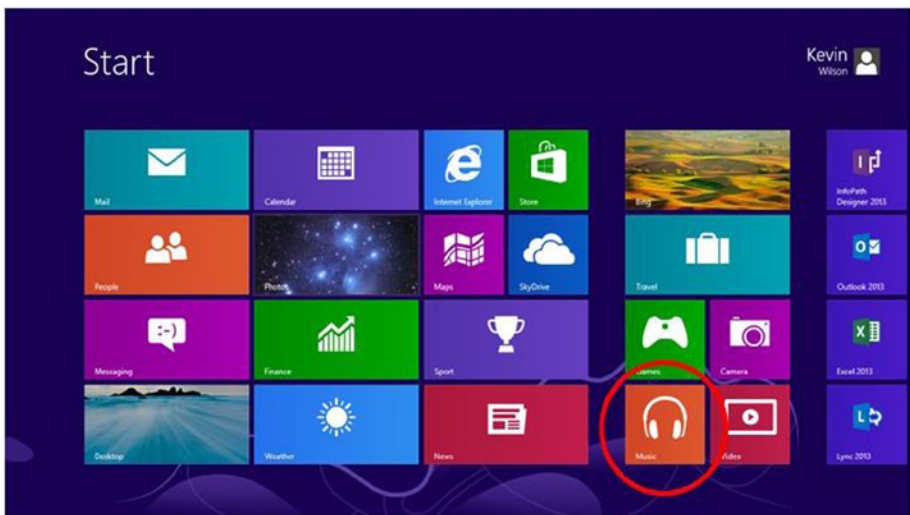 Start
Kevin
Wilson
Mail
Calendar
Internet Explorer
Store
Bing
InfoPath
Designer 2013
People
Photos
Maps
SkyDrive
Travel
Outlook 2013
Messaging
Finance
Sport
Games
Camera
Excel 2013
Desktop
Weather
News
Music
Video
Lync 2013